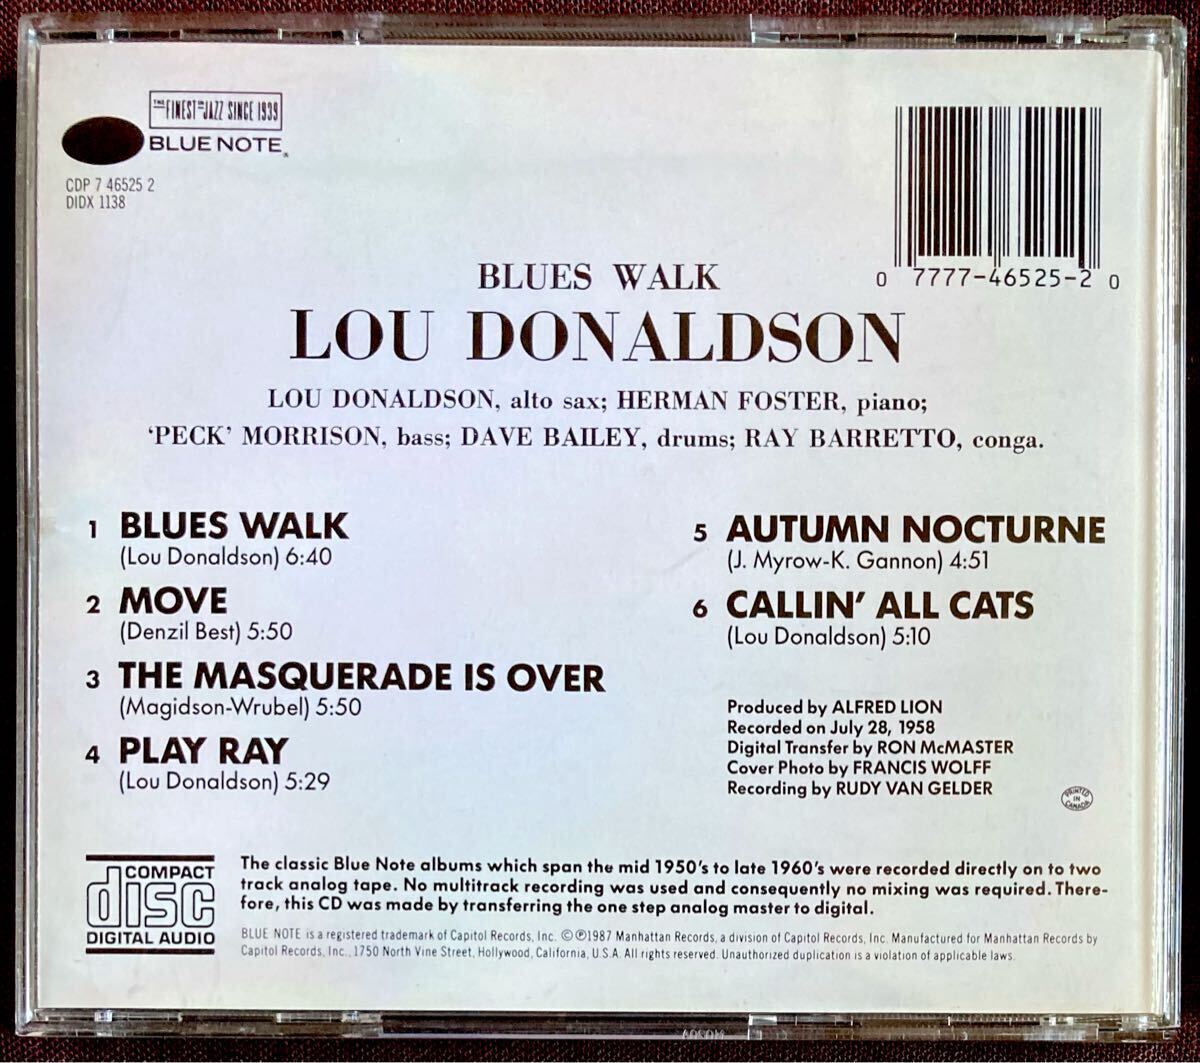 THE FINEST IN JAZZ SINCE 1939
BLUE NOTE®
CDP 7 46525 2
DIDX 1138
0 7777-46525-2 0
BLUES WALK
LOU DONALDSON
LOU DONALDSON, alto sax; HERMAN FOSTER, piano;
‘PECK’ MORRISON, bass; DAVE BAILEY, drums; RAY BARRETTO, conga.
1 BLUES WALK
(Lou Donaldson) 6:40
2 MOVE
(Denzil Best) 5:50
3 THE MASQUERADE IS OVER
(Magidson-Wrubel) 5:50
4 PLAY RAY
(Lou Donaldson) 5:29
5 AUTUMN NOCTURNE
(J. Myrow-K. Gannon) 4:51
6 CALLIN’ ALL CATS
(Lou Donaldson) 5:10
Produced by ALFRED LION
Recorded on July 28, 1958
Digital Transfer by RON McMASTER
Cover Photo by FRANCIS WOLFF
Recording by RUDY VAN GELDER
PRINTED
IN
CANADA
COMPACT
disc
DIGITAL AUDIO
The classic Blue Note albums which span the mid 1950's to late 1960's were recorded directly on to two
track analog tape. No multitrack recording was used and consequently no mixing was required. There-
fore, this CD was made by transferring the one step analog master to digital.
BLUE NOTE is a registered trademark of Capitol Records, Inc. ©℗1987 Manhattan Records, a division of Capitol Records, Inc. Manufactured for Manhattan Records by
Capitol Records, Inc., 1750 North Vine Street, Hollywood, California, U.S.A. All rights reserved. Unauthorized duplication is a violation of applicable laws.